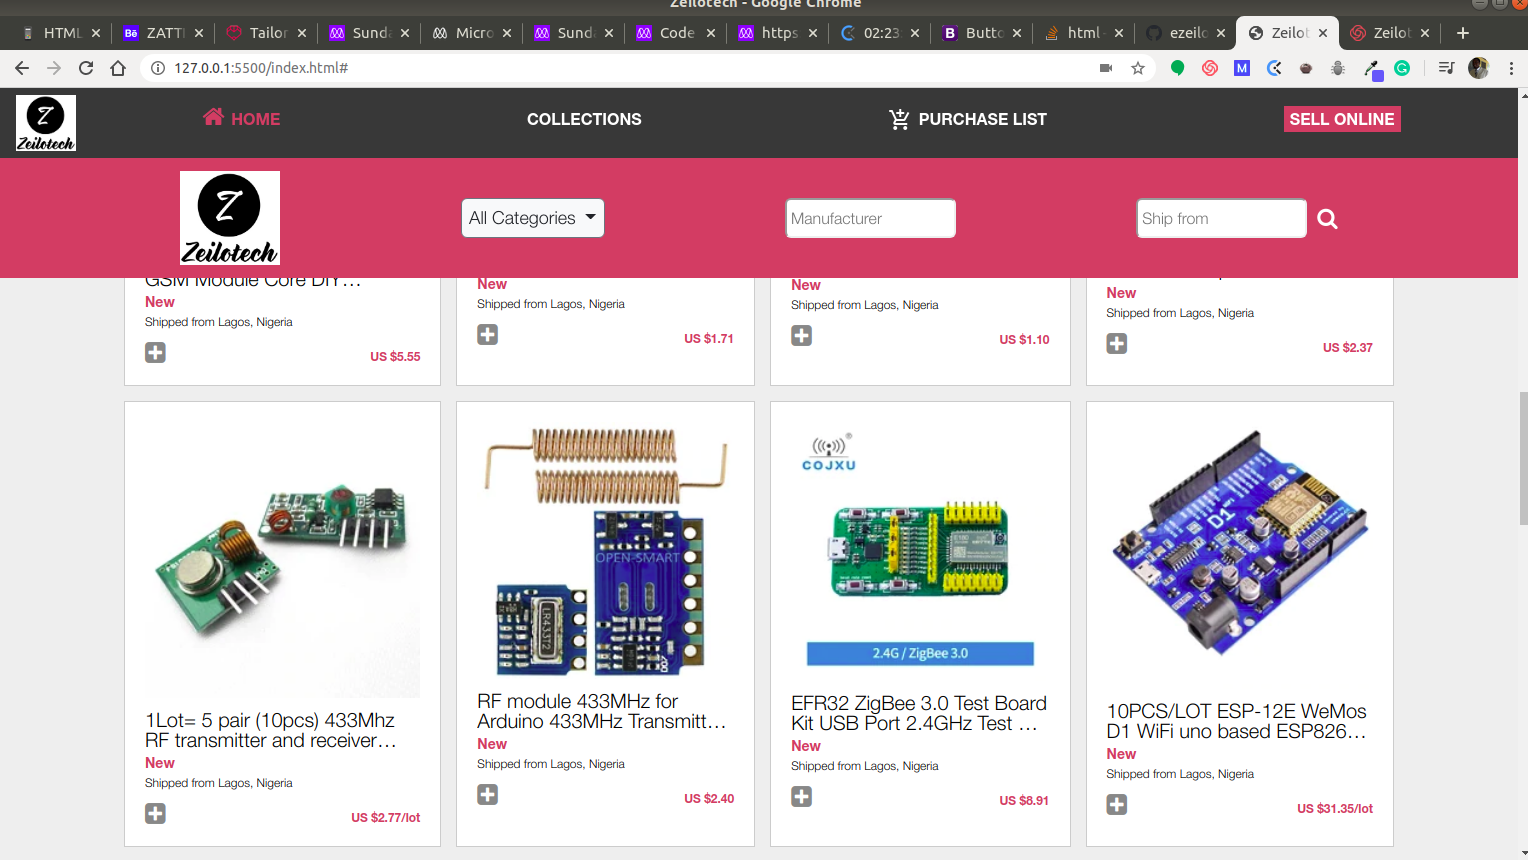 Zeilotech - Google Chrome
HTML
Bē ZATTI
Tailor
Sunda
Micro
Sunda
Code
https
02:23
B Butto
html-
ezeilo
Zeilot
Zeilot
127.0.0.1:5500/index.html#
Z
Zeilotech
HOME
COLLECTIONS
PURCHASE LIST
SELL ONLINE
Z
Zeilotech
All Categories
Manufacturer
Ship from
GSM Module Core DIY…
New
Shipped from Lagos, Nigeria
US $5.55
New
Shipped from Lagos, Nigeria
US $1.71
New
Shipped from Lagos, Nigeria
US $1.10
New
Shipped from Lagos, Nigeria
US $2.37
1Lot= 5 pair (10pcs) 433Mhz
RF transmitter and receiver…
New
Shipped from Lagos, Nigeria
US $2.77/lot
OPEN-SMART
LR433T2
RF module 433MHz for
Arduino 433MHz Transmitt…
New
Shipped from Lagos, Nigeria
US $2.40
COJXU
2.4G / ZigBee 3.0
EFR32 ZigBee 3.0 Test Board
Kit USB Port 2.4GHz Test …
New
Shipped from Lagos, Nigeria
US $8.91
D1
10PCS/LOT ESP-12E WeMos
D1 WiFi uno based ESP826…
New
Shipped from Lagos, Nigeria
US $31.35/lot